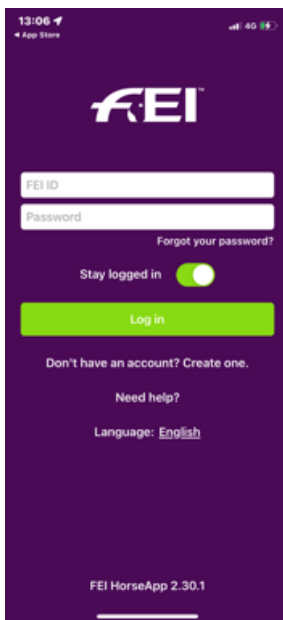 13:06
4G
App Store
FEI™
FEI ID
Password
Forgot your password?
Stay logged in
Log in
Don't have an account? Create one.
Need help?
Language: English
FEI HorseApp 2.30.1